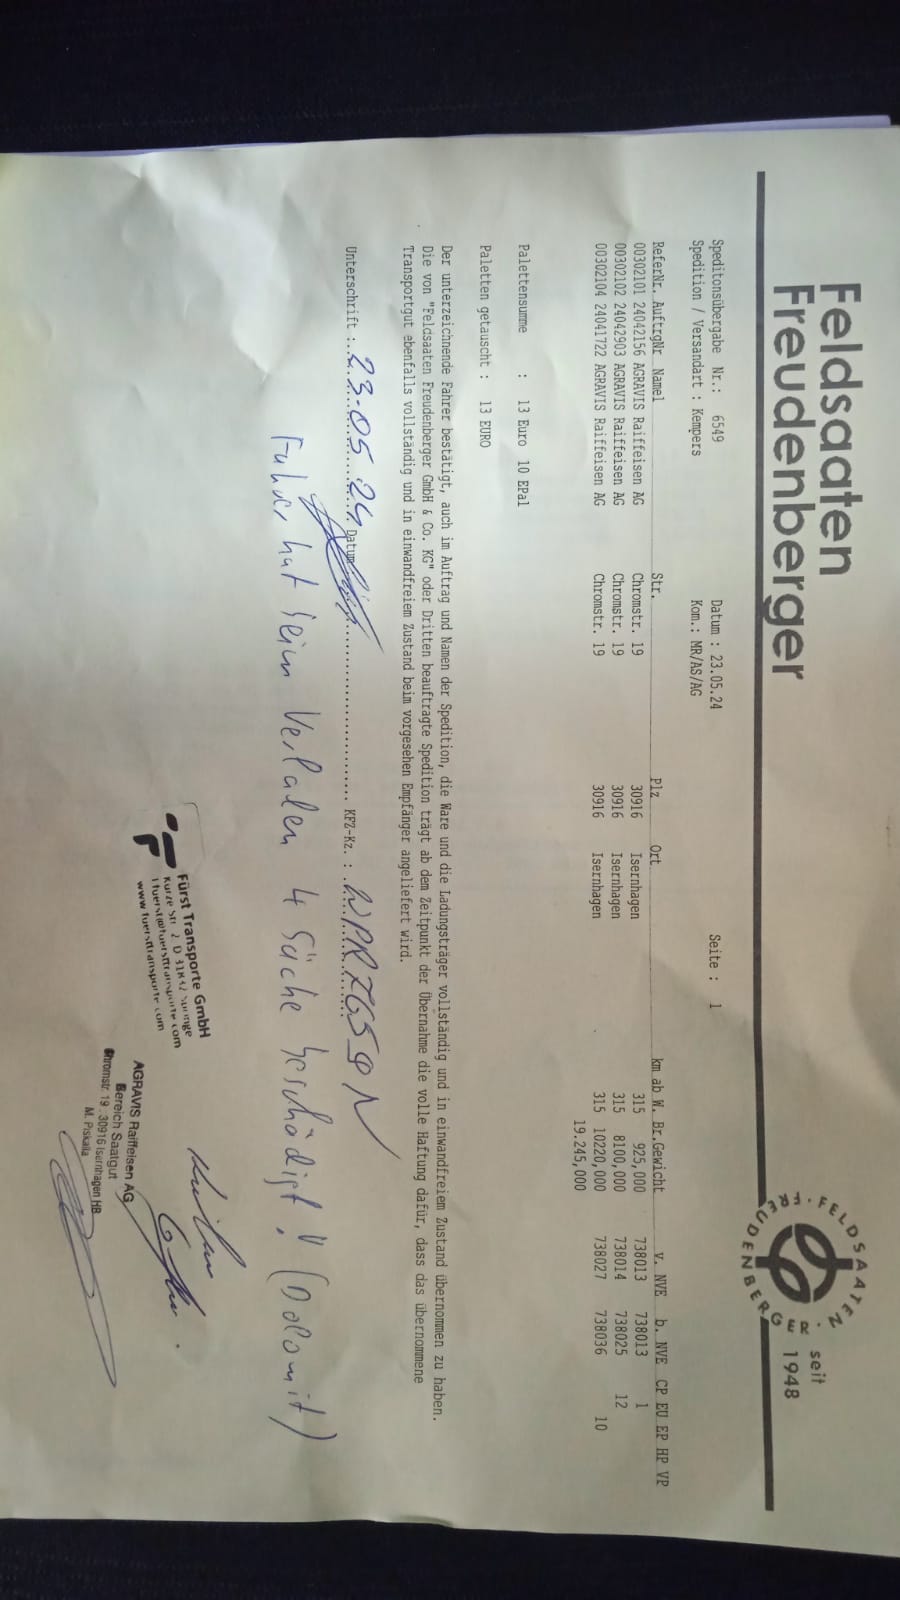 Feldsaaten
Freudenberger
FELDSAATEN · FREUDENBERGER ·
seit
1948
Speditonsübergabe Nr.: 6549 Datum : 23.05.24 Seite : 1
Spedition / Versandart : Kempers Kom.: MR/AS/AG
ReferNr. AuftrgNr Name1 Str. Plz Ort km ab W. Br.Gewicht v. NVE b. NVE CP EU EP HP VP
00302101 24042156 AGRAVIS Raiffeisen AG Chromstr. 19 30916 Isernhagen 315 925,000 738013 738013 1
00302102 24042903 AGRAVIS Raiffeisen AG Chromstr. 19 30916 Isernhagen 315 8100,000 738014 738025 12
00302104 24041722 AGRAVIS Raiffeisen AG Chromstr. 19 30916 Isernhagen 315 10220,000 738027 738036 10
19.245,000
Palettensumme : 13 Euro 10 EPal
Paletten getauscht : 13 EURO
Der unterzeichnende Fahrer bestätigt, auch im Auftrag und Namen der Spedition, die Ware und die Ladungsträger vollständig und in einwandfreiem Zustand übernommen zu haben.
Die von "Feldsaaten Freudenberger GmbH & Co. KG" oder Dritten beauftragte Spedition trägt ab dem Zeitpunkt der Übernahme die volle Haftung dafür, dass das übernommene
Transportgut ebenfalls vollständig und in einwandfreiem Zustand beim vorgesehen Empfänger angeliefert wird.
Unterschrift : 23.05.24 Datum KFZ-Kz. : WPR7659N
Fahrer hat beim Verladen 4 Säcke beschädigt! (Dolomit)
Fürst Transporte GmbH
Kurze Str. 2 D 31832 Springe
www.fuersttransporte.com
AGRAVIS Raiffeisen AG
Bereich Saatgut
Chromstr. 19 . 30916 Isernhagen HB
M. Piskalla